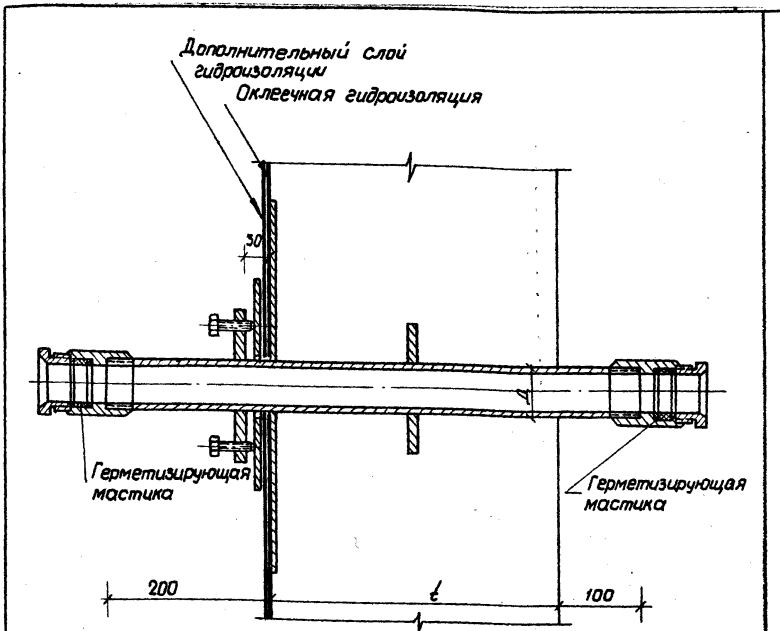 Дополнительный слой
гидроизоляции
Оклеечная гидроизоляция
30
Д
Герметизирующая
мастика
Герметизирующая
мастика
200
t
100